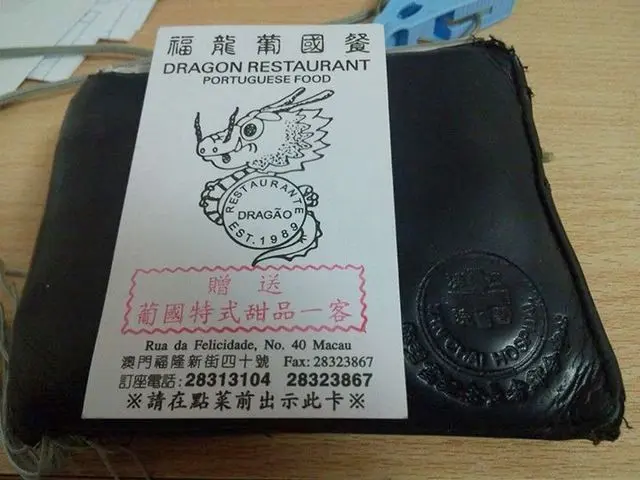 福龍葡國餐
DRAGON RESTAURANT
PORTUGUESE FOOD
RESTAURANTE
DRAGÃO
EST. 1989
贈送
葡國特式甜品一客
Rua da Felicidade, No. 40 Macau
澳門福隆新街四十號 Fax: 28323867
訂座電話: 28313104 28323867
※請在點菜前出示此卡※
HOSPITAL